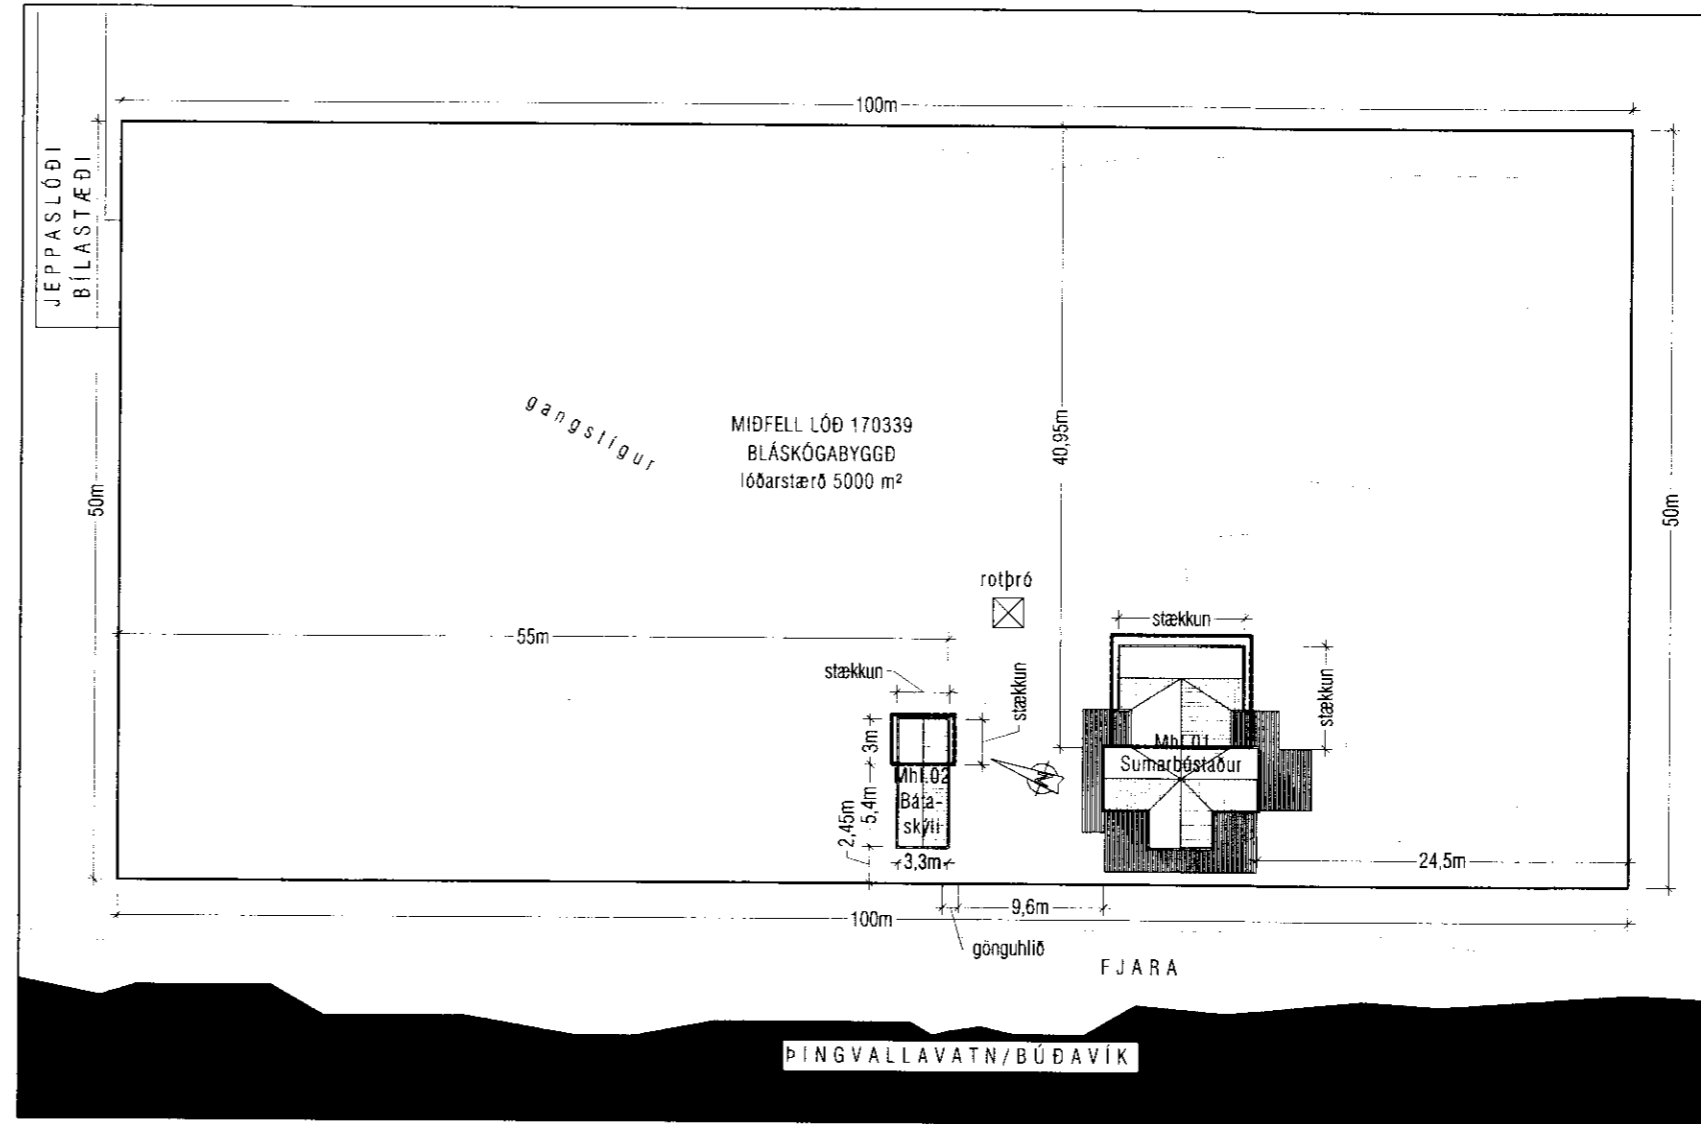 100m
JEPPASLÓÐI
BÍLASTÆÐI
50m
gangstígur
MIÐFELL LÓÐ 170339
BLÁSKÓGABYGGÐ
lóðarstærð 5000 m²
40,95m
50m
rotþró
stækkun
55m
stækkun
stækkun
stækkun
3m
Mhl.02
Báta-
skýli
5,4m
2,45m
3,3m
N
Mhl.01
Sumarbústaður
24,5m
100m
9,6m
gönguhlið
FJARA
ÞINGVALLAVATN/BÚÐAVÍK